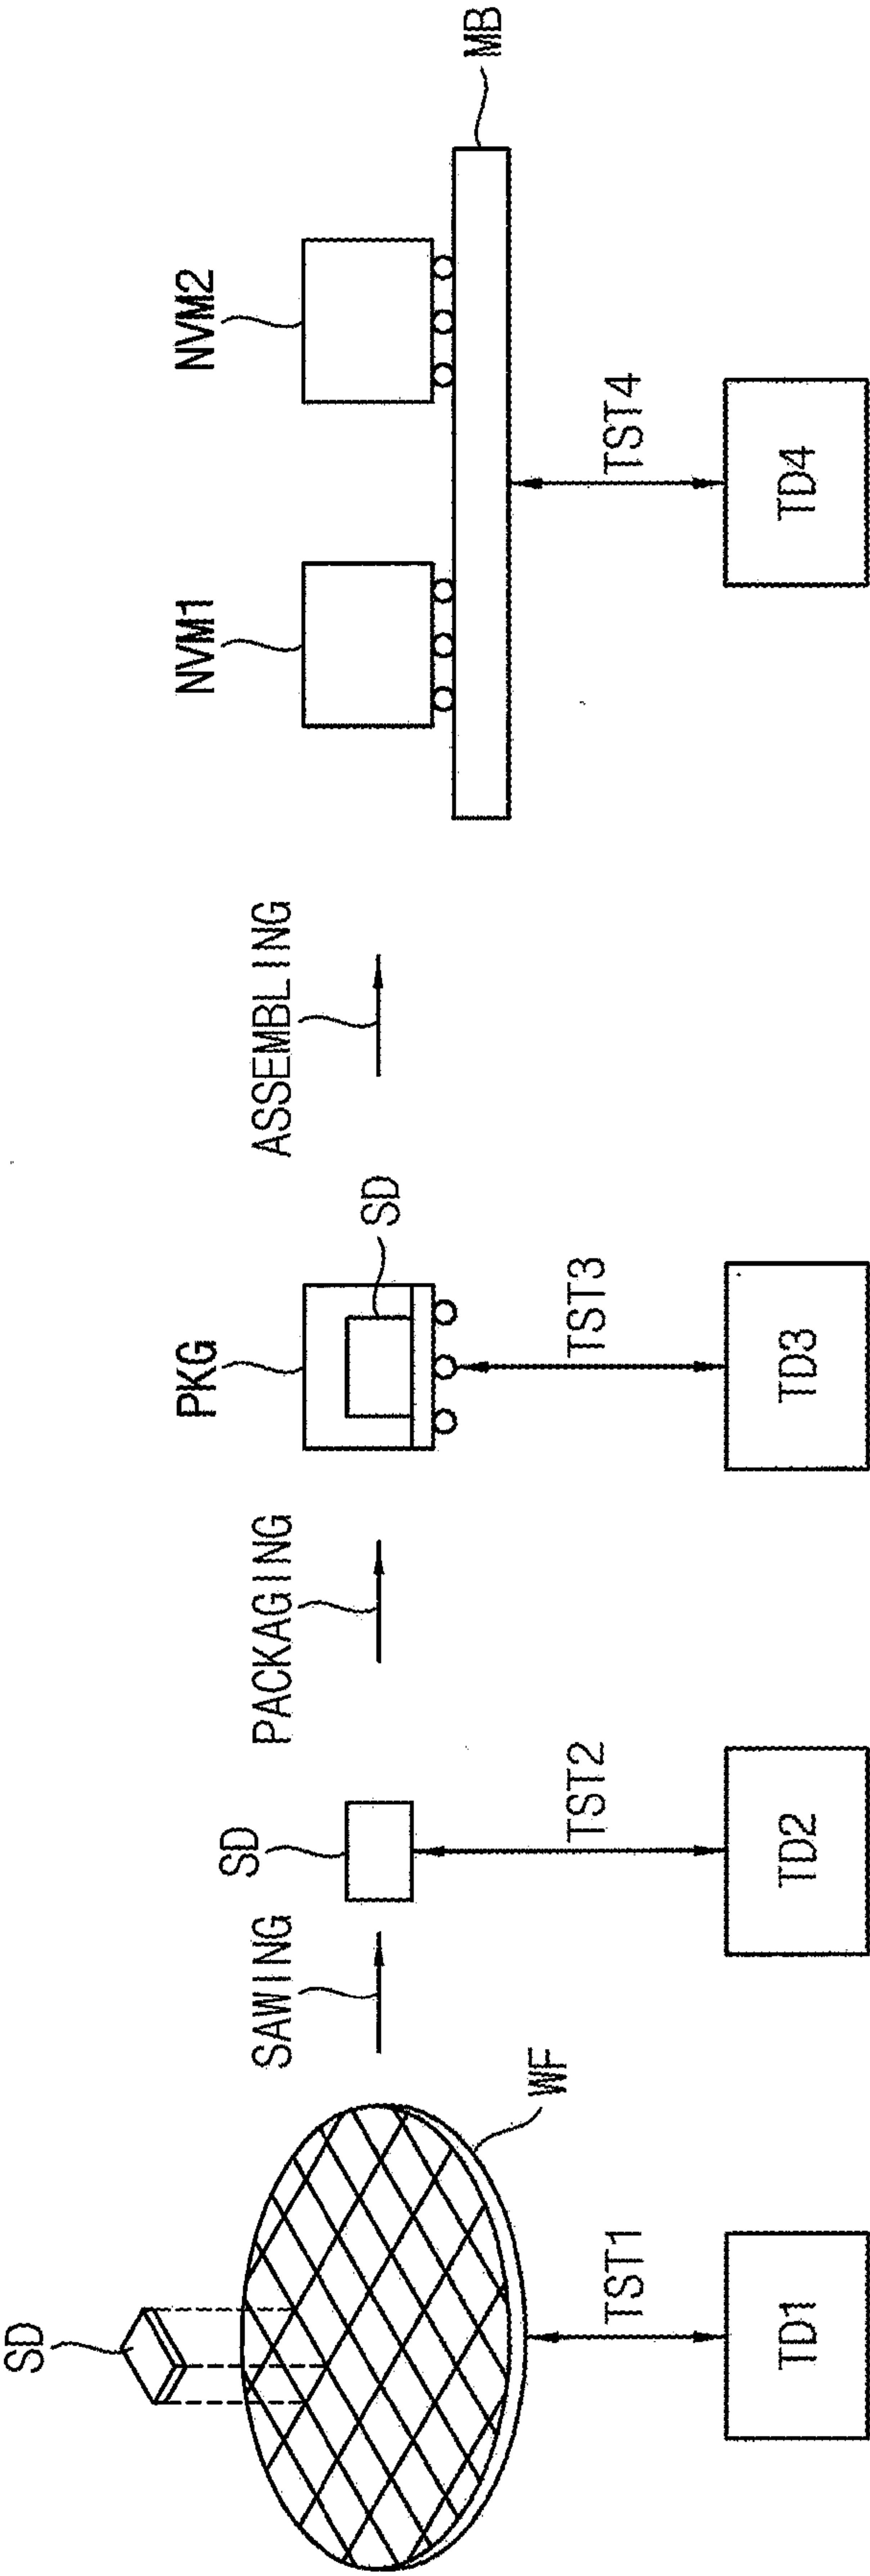 SD
WF
TST1
TD1
SAWING
SD
TST2
TD2
PACKAGING
PKG
SD
TST3
TD3
ASSEMBLING
NVM1
NVM2
MB
TST4
TD4